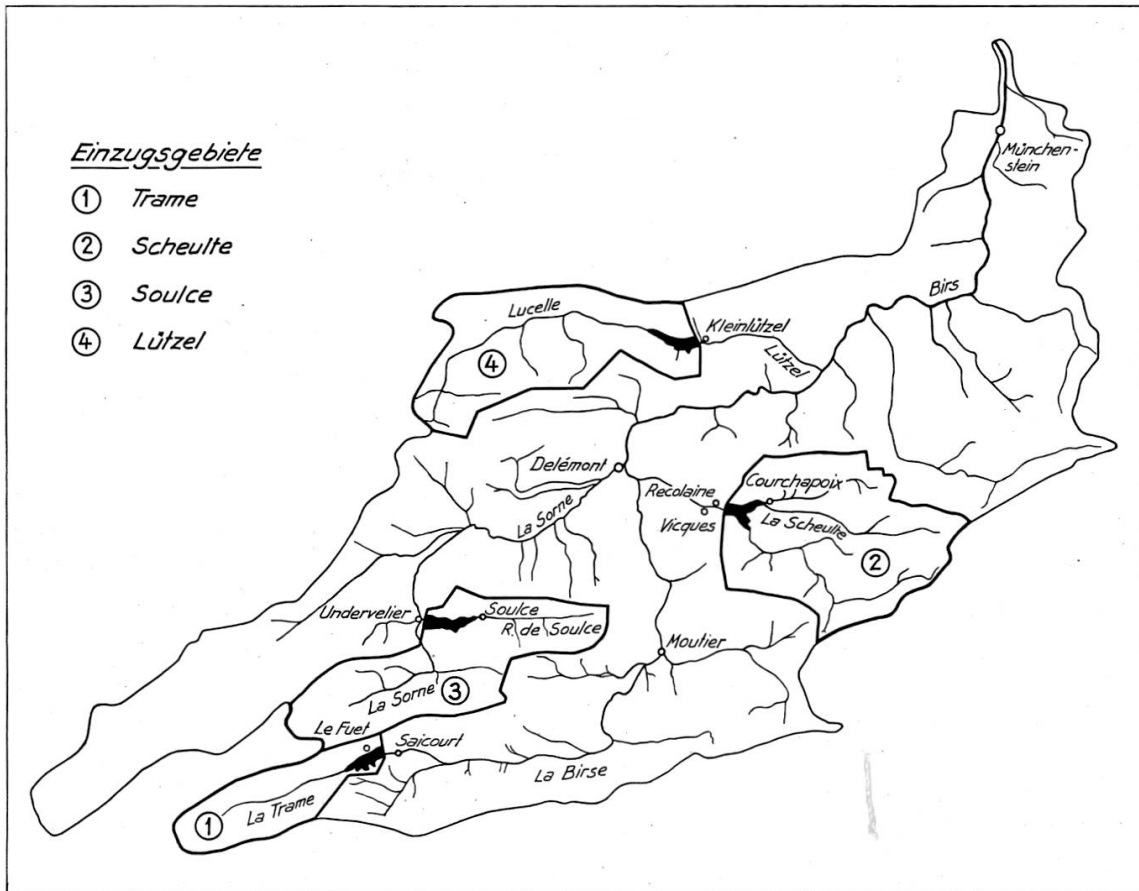 Einzugsgebiete
1 Trame
2 Scheulte
3 Soulce
4 Lützel
München-
stein
Birs
Lucelle
Kleinlützel
Lützel
4
Delémont
La Sorne
Recolaine
Vicques
Courchapoix
La Scheulte
2
Undervelier
Soulce
R. de Soulce
Moutier
La Sorne
3
Le Fuet
Saicourt
La Birse
La Trame
1